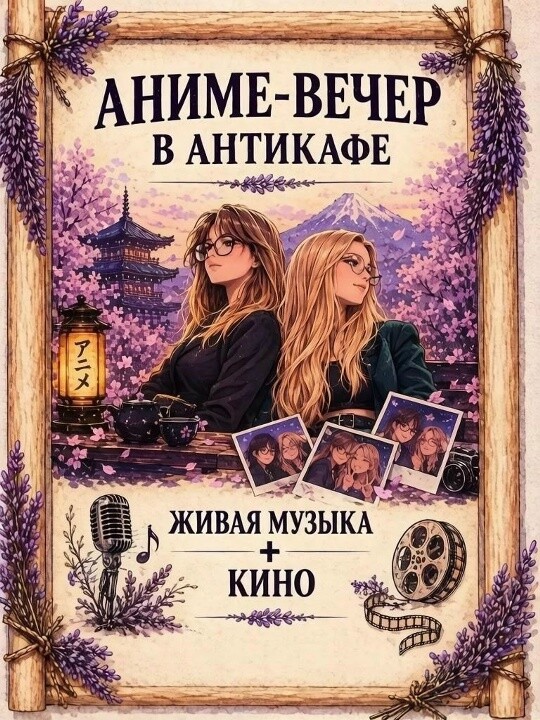 АНИМЕ-ВЕЧЕР
В АНТИКАФЕ
アニメ
ЖИВАЯ МУЗЫКА
+
КИНО